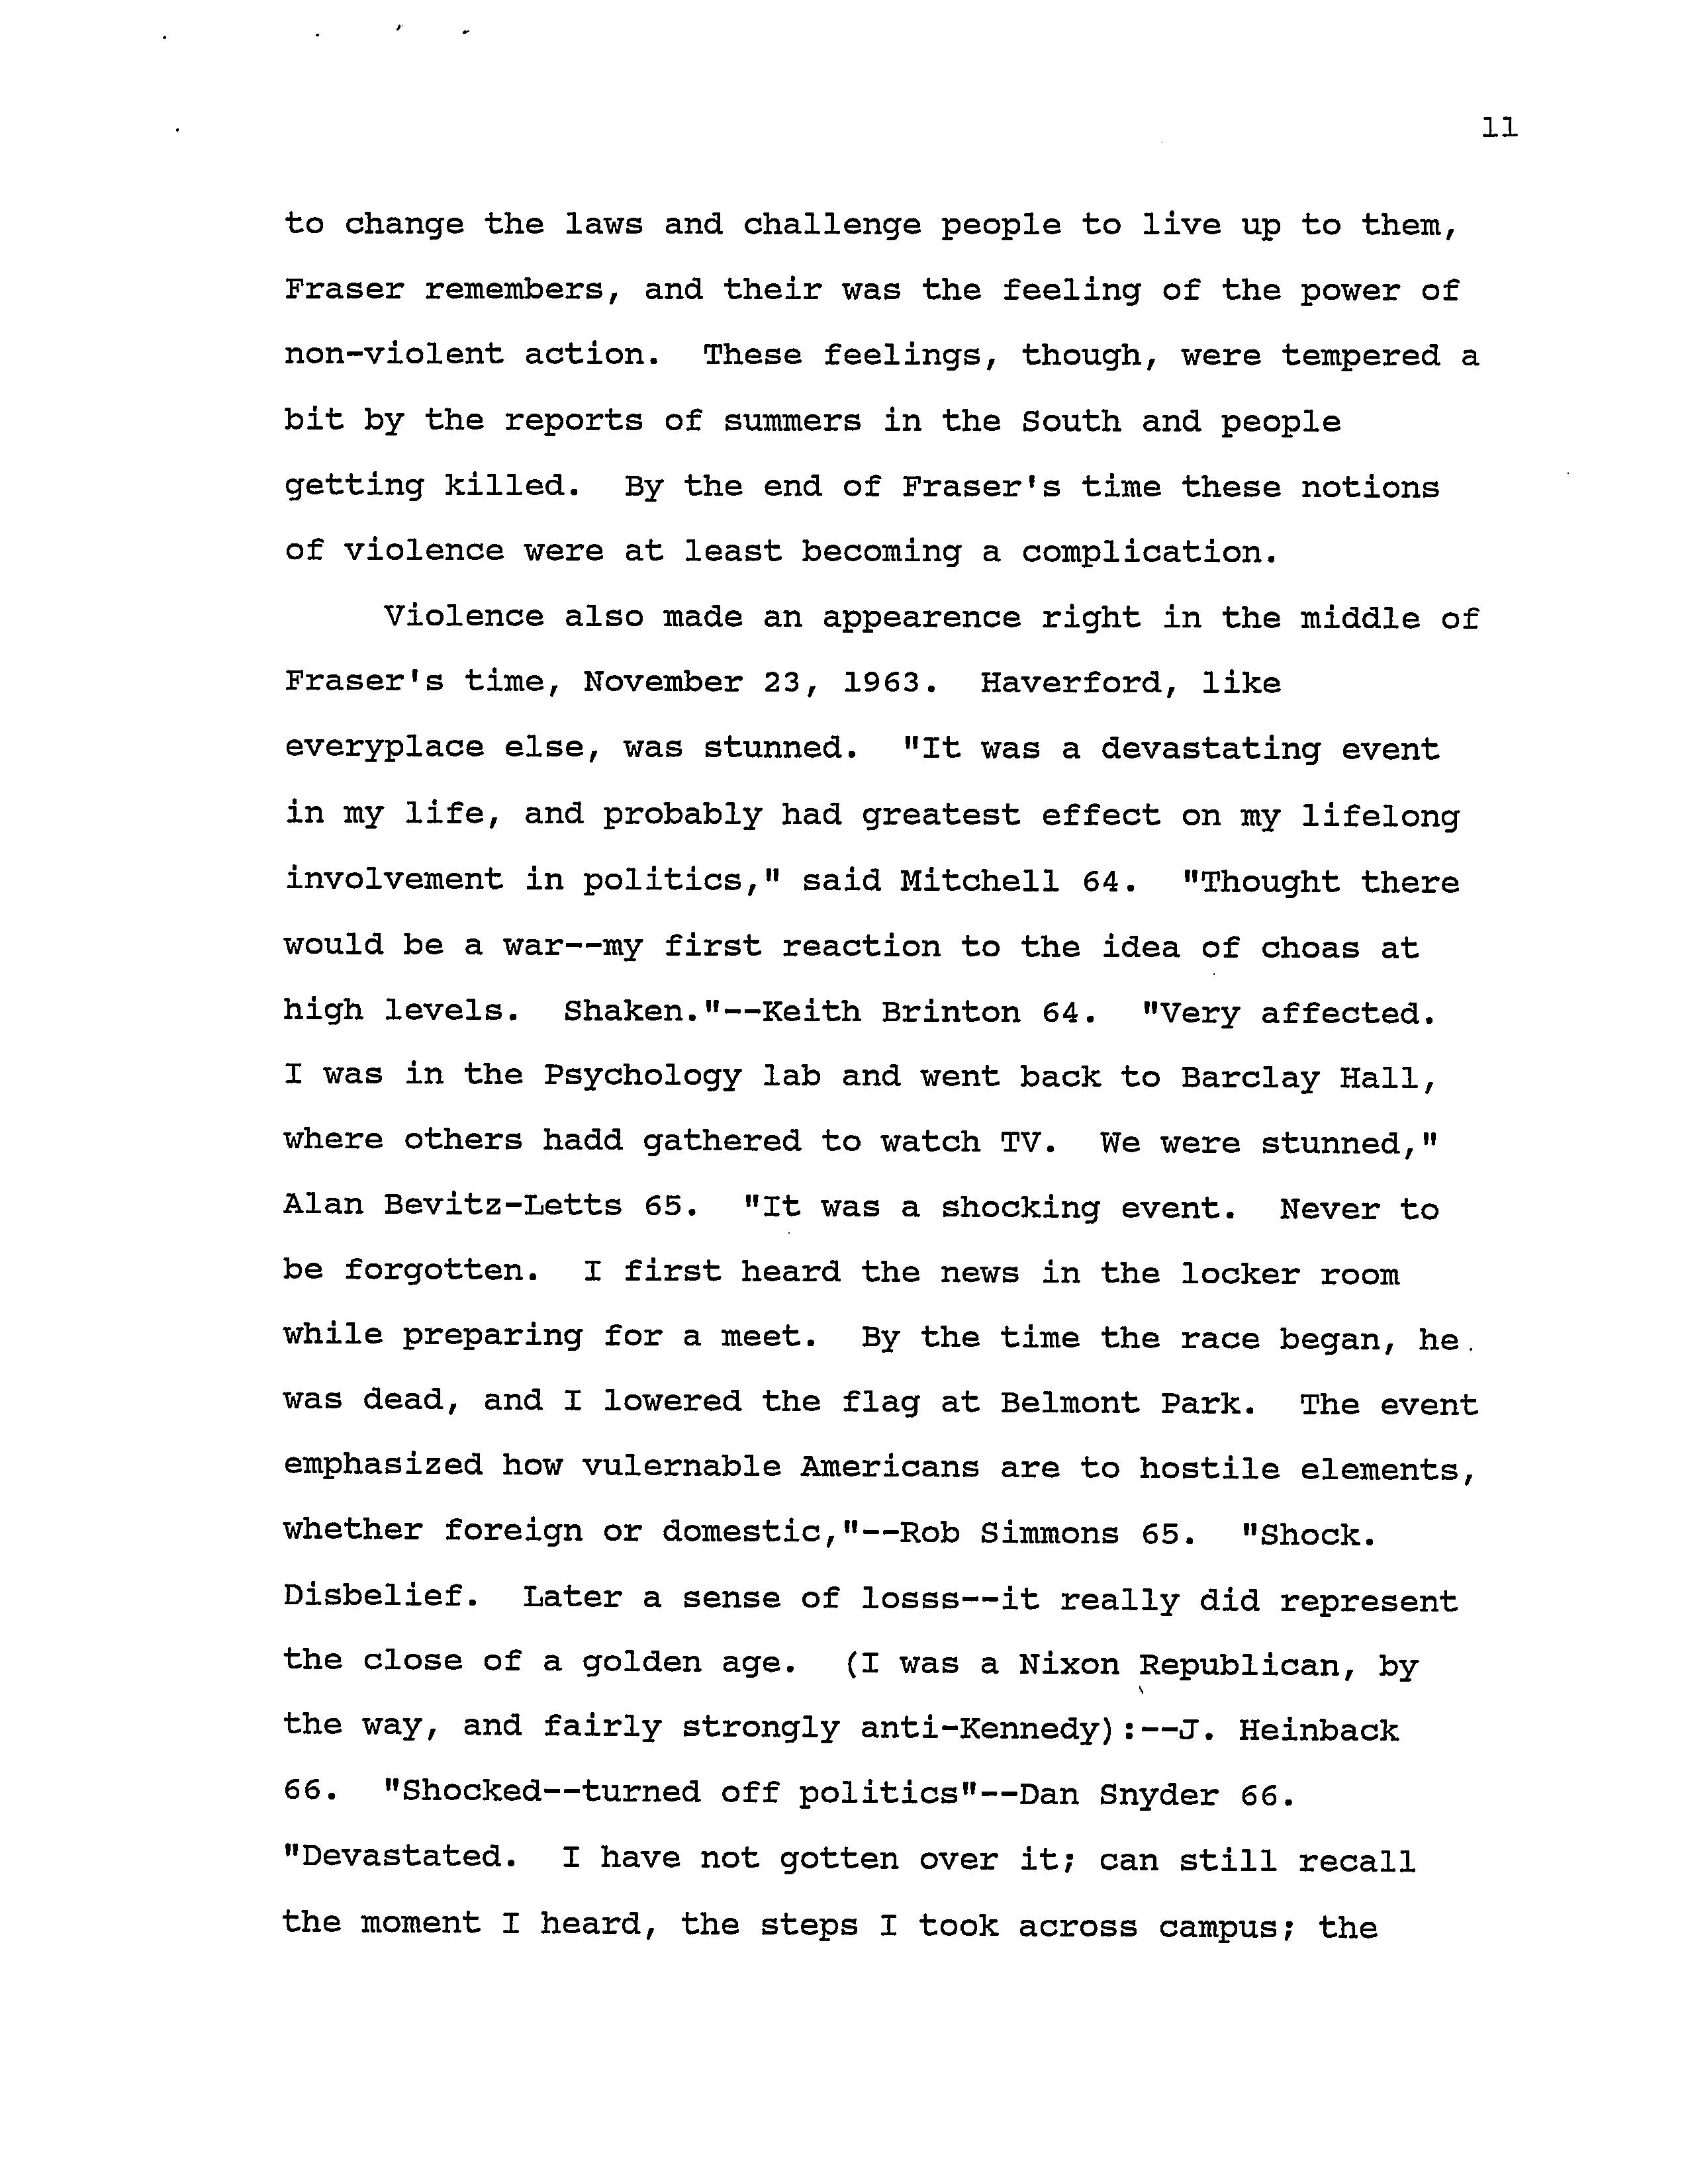 11
to change the laws and challenge people to live up to them,
Fraser remembers, and their was the feeling of the power of
non-violent action.  These feelings, though, were tempered a
bit by the reports of summers in the South and people
getting killed.  By the end of Fraser's time these notions
of violence were at least becoming a complication.
Violence also made an appearence right in the middle of
Fraser's time, November 23, 1963.  Haverford, like
everyplace else, was stunned.  "It was a devastating event
in my life, and probably had greatest effect on my lifelong
involvement in politics," said Mitchell 64.  "Thought there
would be a war--my first reaction to the idea of choas at
high levels.  Shaken."--Keith Brinton 64.  "Very affected.
I was in the Psychology lab and went back to Barclay Hall,
where others hadd gathered to watch TV.  We were stunned,"
Alan Bevitz-Letts 65.  "It was a shocking event.  Never to
be forgotten.  I first heard the news in the locker room
while preparing for a meet.  By the time the race began, he
was dead, and I lowered the flag at Belmont Park.  The event
emphasized how vulernable Americans are to hostile elements,
whether foreign or domestic,"--Rob Simmons 65.  "Shock.
Disbelief.  Later a sense of losss--it really did represent
the close of a golden age.  (I was a Nixon Republican, by
the way, and fairly strongly anti-Kennedy):--J. Heinback
66.  "Shocked--turned off politics"--Dan Snyder 66.
"Devastated.  I have not gotten over it; can still recall
the moment I heard, the steps I took across campus; the